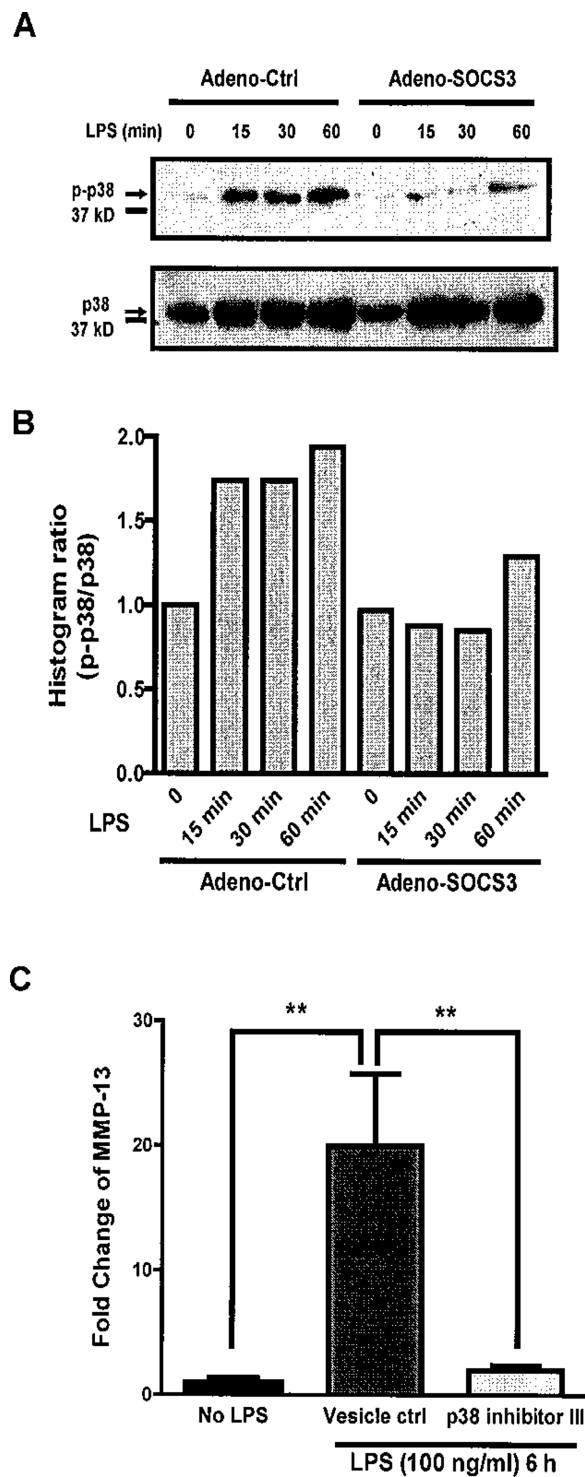 A
Adeno-Ctrl Adeno-SOCS3
LPS (min) 0 15 30 60 0 15 30 60
p-p38
37 kD
p38
37 kD
B
Histogram ratio
(p-p38/p38)
2.0
1.5
1.0
0.5
0.0
LPS 0 15 min 30 min 60 min 0 15 min 30 min 60 min
Adeno-Ctrl Adeno-SOCS3
C
Fold Change of MMP-13
30
20
10
0
** **
No LPS Vesicle ctrl p38 inhibitor III
LPS (100 ng/ml) 6 h